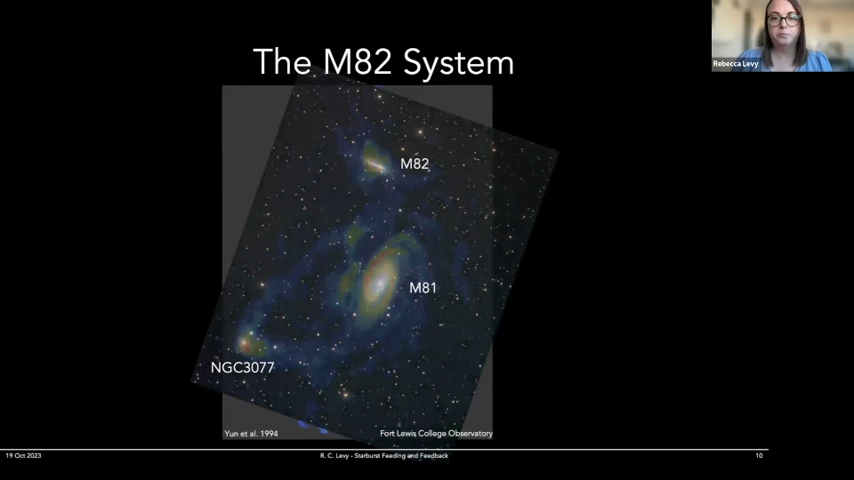 Rebecca Levy
The M82 System
M82
M81
NGC3077
Yun et al. 1994
Fort Lewis College Observatory
19 Oct 2023
R. C. Levy - Starburst Feeding and Feedback
10